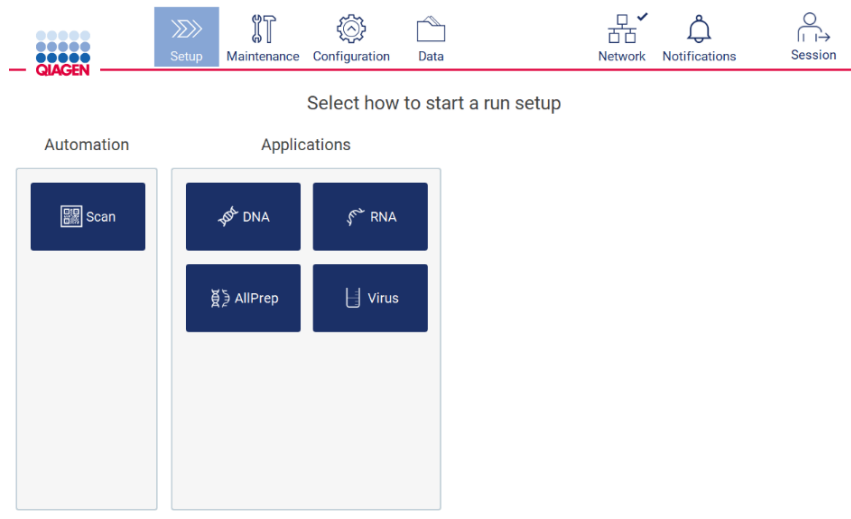 QIAGEN
Setup
Maintenance
Configuration
Data
Network
Notifications
Session
Select how to start a run setup
Automation
Applications
Scan
DNA
RNA
AllPrep
Virus